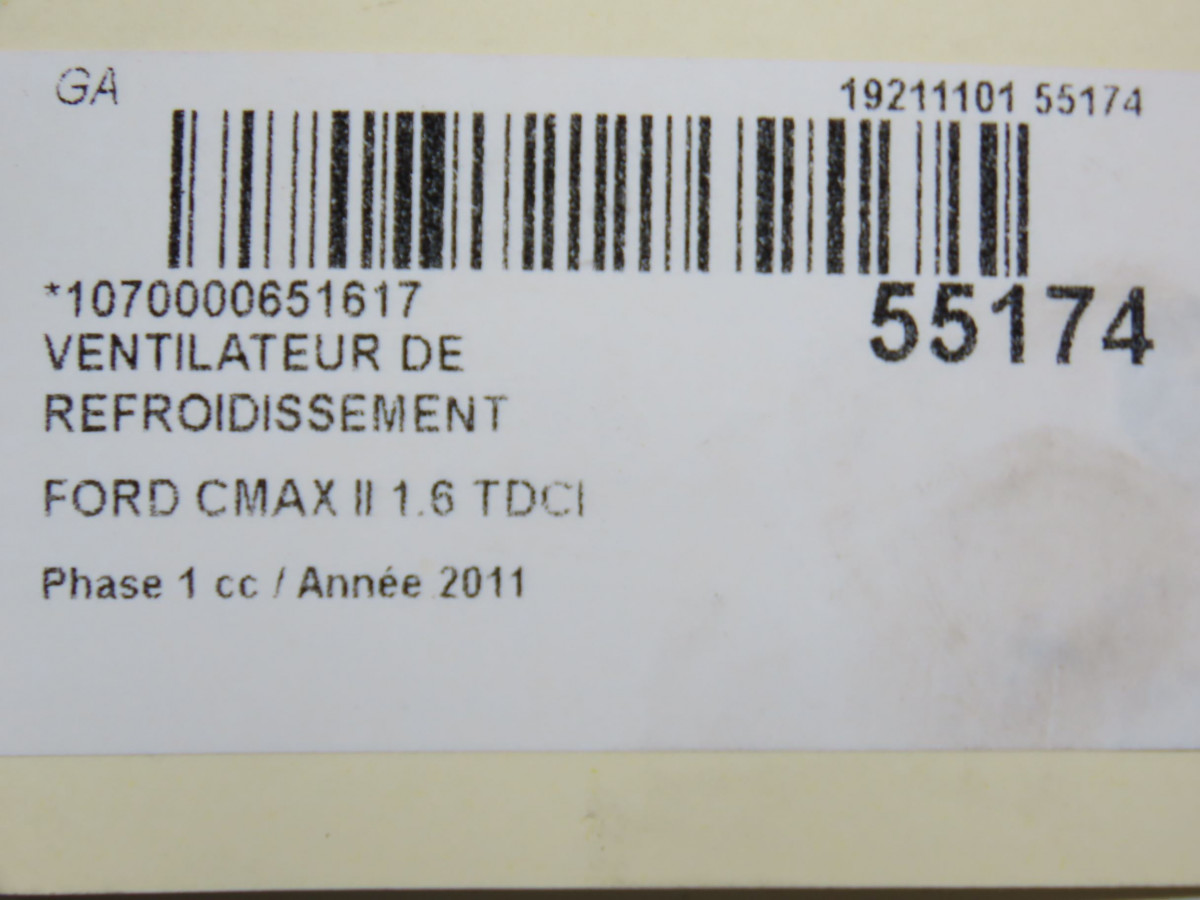 GA
19211101 55174
*1070000651617
55174
VENTILATEUR DE
REFROIDISSEMENT
FORD CMAX II 1.6 TDCI
Phase 1 cc / Année 2011